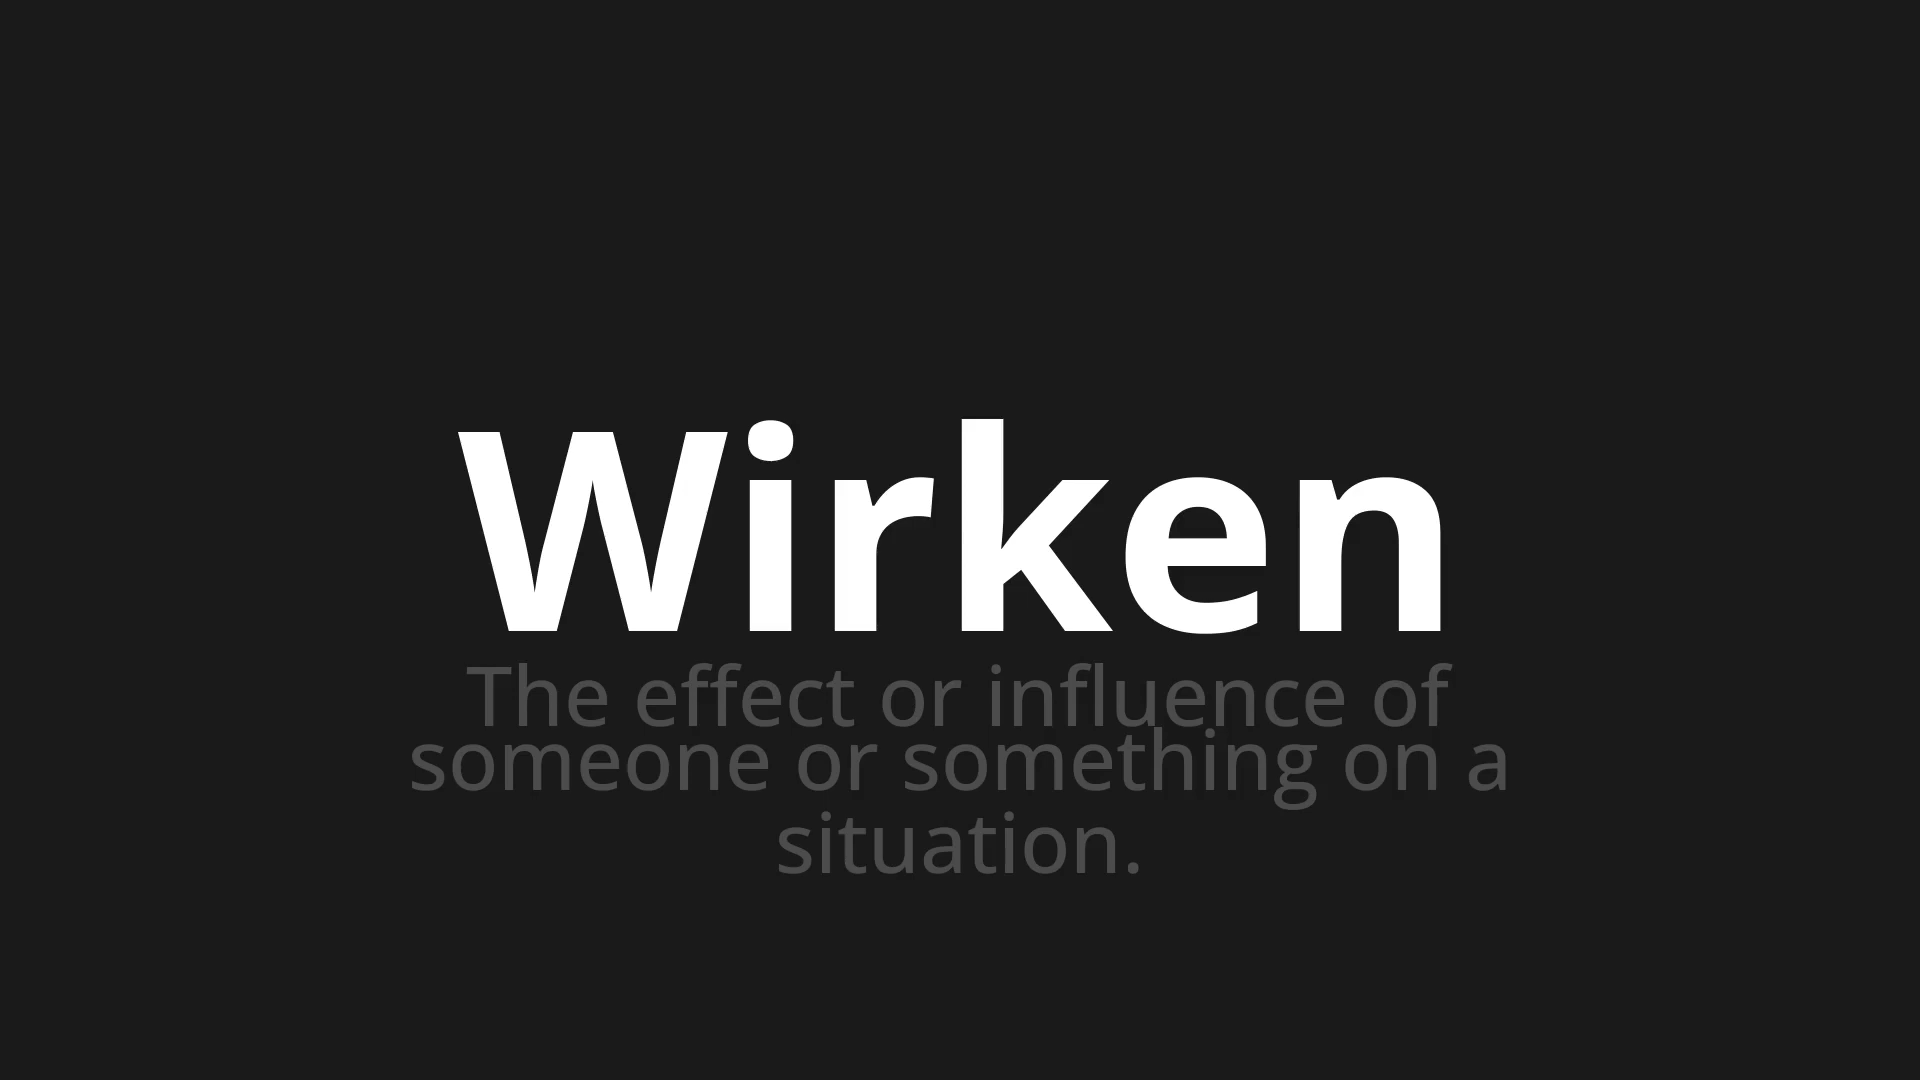 Wirken
The effect or influence of
someone or something on a
situation.